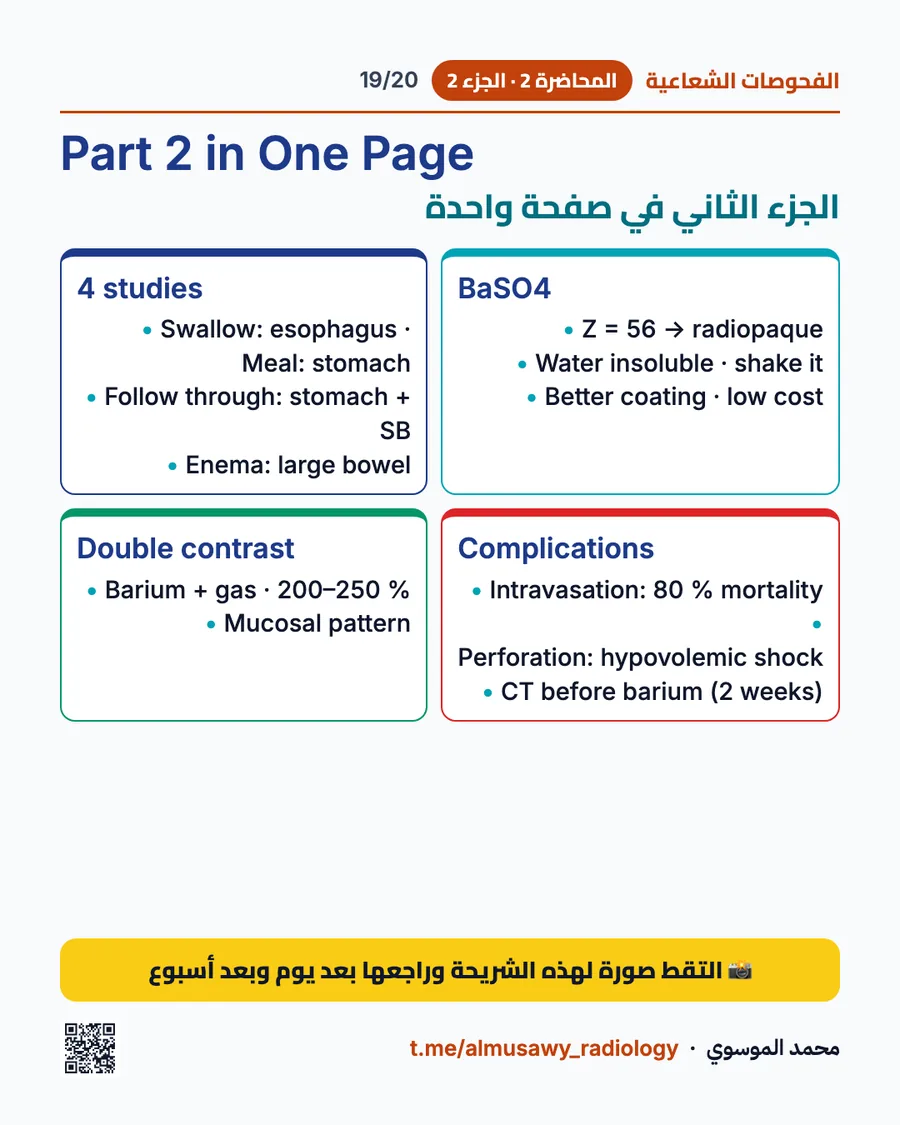 الفحوصات الشعاعية
المحاضرة 2 · الجزء 2
19/20
Part 2 in One Page
الجزء الثاني في صفحة واحدة
4 studies
• Swallow: esophagus ·
Meal: stomach
• Follow through: stomach +
SB
• Enema: large bowel
BaSO4
• Z = 56 → radiopaque
• Water insoluble · shake it
• Better coating · low cost
Double contrast
• Barium + gas · 200–250 %
• Mucosal pattern
Complications
• Intravasation: 80 % mortality
•
Perforation: hypovolemic shock
• CT before barium (2 weeks)
📸 التقط صورة لهذه الشريحة وراجعها بعد يوم وبعد أسبوع
محمد الموسوي · t.me/almusawy_radiology